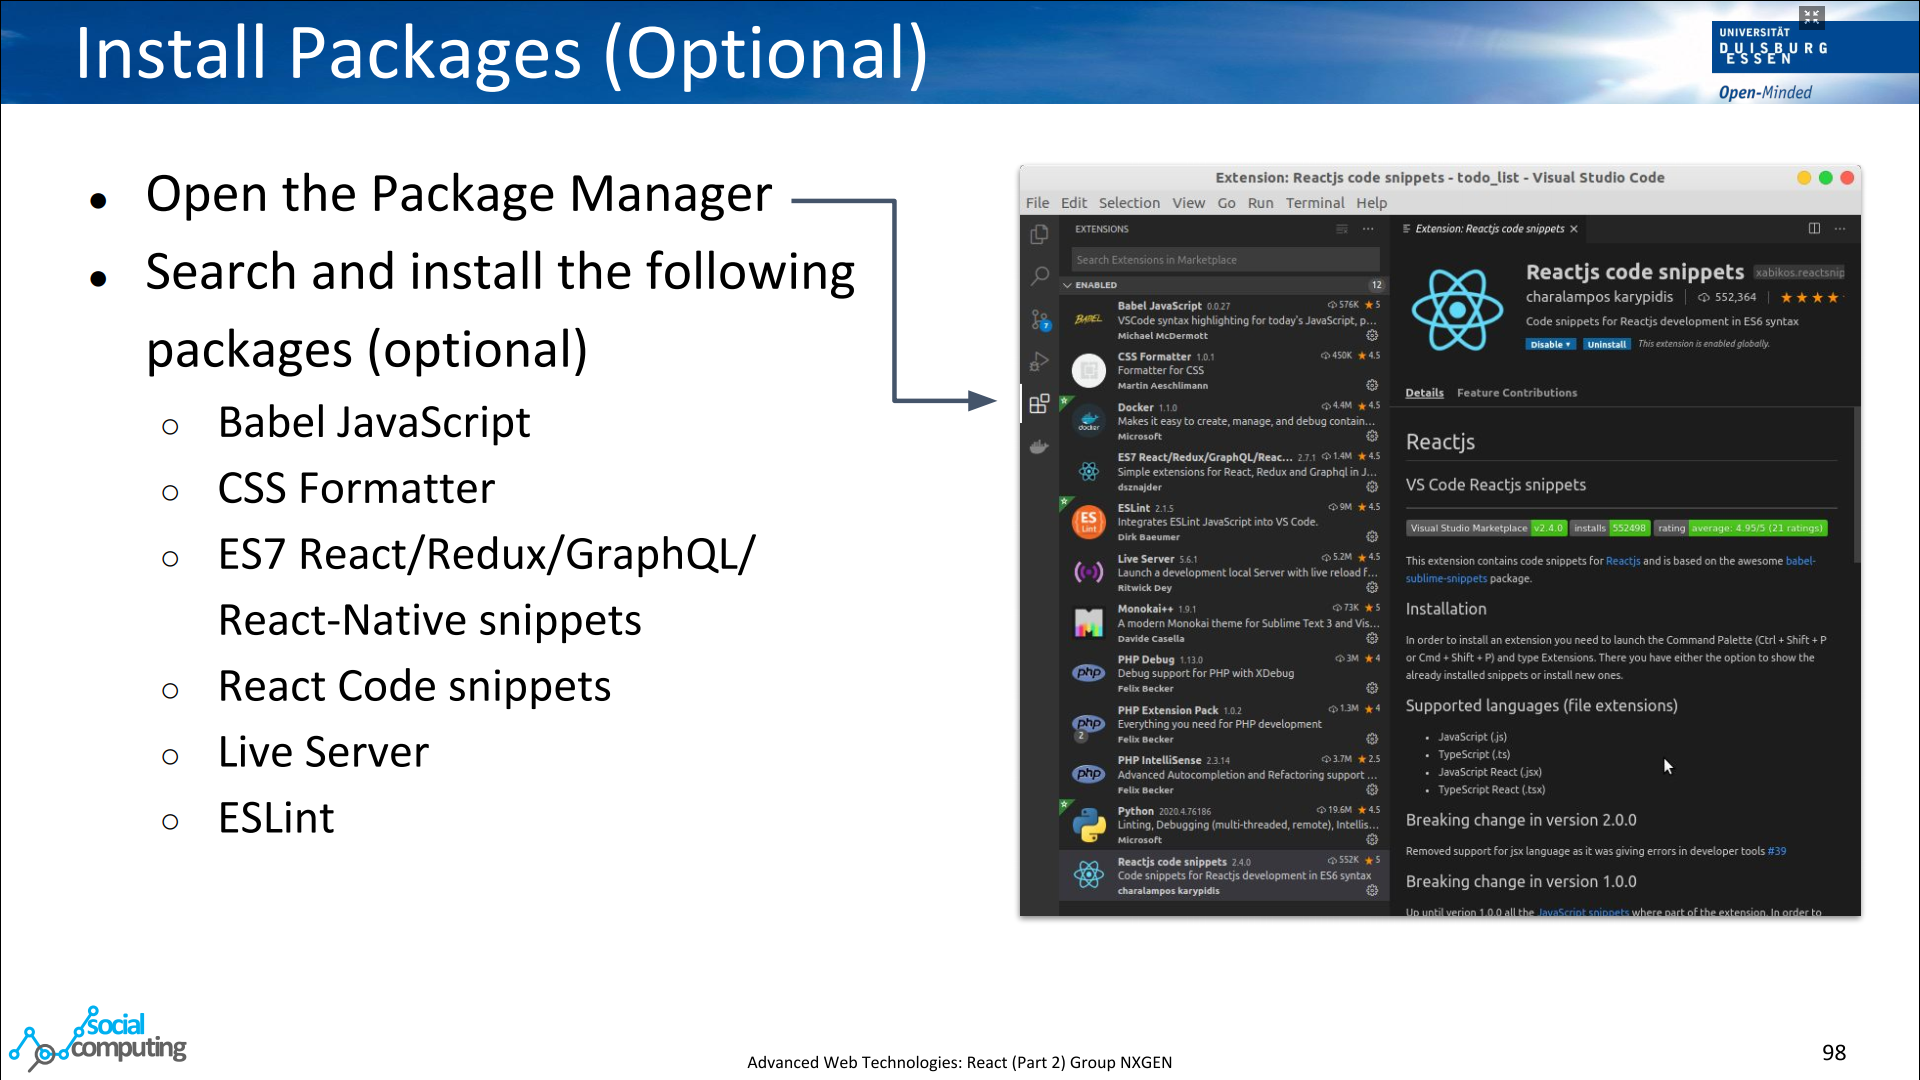 Install Packages (Optional)
UNIVERSITÄT
DUISBURG
ESSEN
Open-Minded
● Open the Package Manager
● Search and install the following
packages (optional)
○ Babel JavaScript
○ CSS Formatter
○ ES7 React/Redux/GraphQL/
React-Native snippets
○ React Code snippets
○ Live Server
○ ESLint
Extension: Reactjs code snippets - todo_list - Visual Studio Code
File Edit Selection View Go Run Terminal Help
EXTENSIONS
Search Extensions in Marketplace
ENABLED 12
7
BABEL
Babel JavaScript 0.0.27 576K ★ 5
VSCode syntax highlighting for today's JavaScript, p...
Michael McDermott
CSS Formatter 1.0.1 450K ★ 4.5
Formatter for CSS
Martin Aeschlimann
docker
Docker 1.1.0 4.4M ★ 4.5
Makes it easy to create, manage, and debug contain...
Microsoft
ES7 React/Redux/GraphQL/Reac... 2.7.1 1.4M ★ 4.5
Simple extensions for React, Redux and Graphql in J...
dsznajder
ES
Lint
ESLint 2.1.5 9M ★ 4.5
Integrates ESLint JavaScript into VS Code.
Dirk Baeumer
Live Server 5.6.1 5.2M ★ 4.5
Launch a development local Server with live reload f...
Ritwick Dey
Monokai++ 1.9.1 73K ★ 5
A modern Monokai theme for Sublime Text 3 and Vis...
Davide Casella
php
PHP Debug 1.13.0 3M ★ 4
Debug support for PHP with XDebug
Felix Becker
php
2
PHP Extension Pack 1.0.2 1.3M ★ 4
Everything you need for PHP development
Felix Becker
php
PHP IntelliSense 2.3.14 3.7M ★ 2.5
Advanced Autocompletion and Refactoring support ...
Felix Becker
Python 2020.4.76186 19.6M ★ 4.5
Linting, Debugging (multi-threaded, remote), Intellis...
Microsoft
Reactjs code snippets 2.4.0 552K ★ 5
Code snippets for Reactjs development in ES6 syntax
charalampos karypidis
Extension: Reactjs code snippets ×
Reactjs code snippets xabikos.reactsnip
charalampos karypidis | 552,364 | ★★★★
Code snippets for Reactjs development in ES6 syntax
Disable Uninstall This extension is enabled globally.
Details Feature Contributions
Reactjs
VS Code Reactjs snippets
Visual Studio Marketplace v2.4.0 installs 552498 rating average: 4.95/5 (21 ratings)
This extension contains code snippets for Reactjs and is based on the awesome babel-
sublime-snippets package.
Installation
In order to install an extension you need to launch the Command Palette (Ctrl + Shift + P
or Cmd + Shift + P) and type Extensions. There you have either the option to show the
already installed snippets or install new ones.
Supported languages (file extensions)
• JavaScript (.js)
• TypeScript (.ts)
• JavaScript React (.jsx)
• TypeScript React (.tsx)
Breaking change in version 2.0.0
Removed support for jsx language as it was giving errors in developer tools #39
Breaking change in version 1.0.0
Up until verion 1.0.0 all the JavaScript snippets where part of the extension. In order to
social
computing
Advanced Web Technologies: React (Part 2) Group NXGEN
98